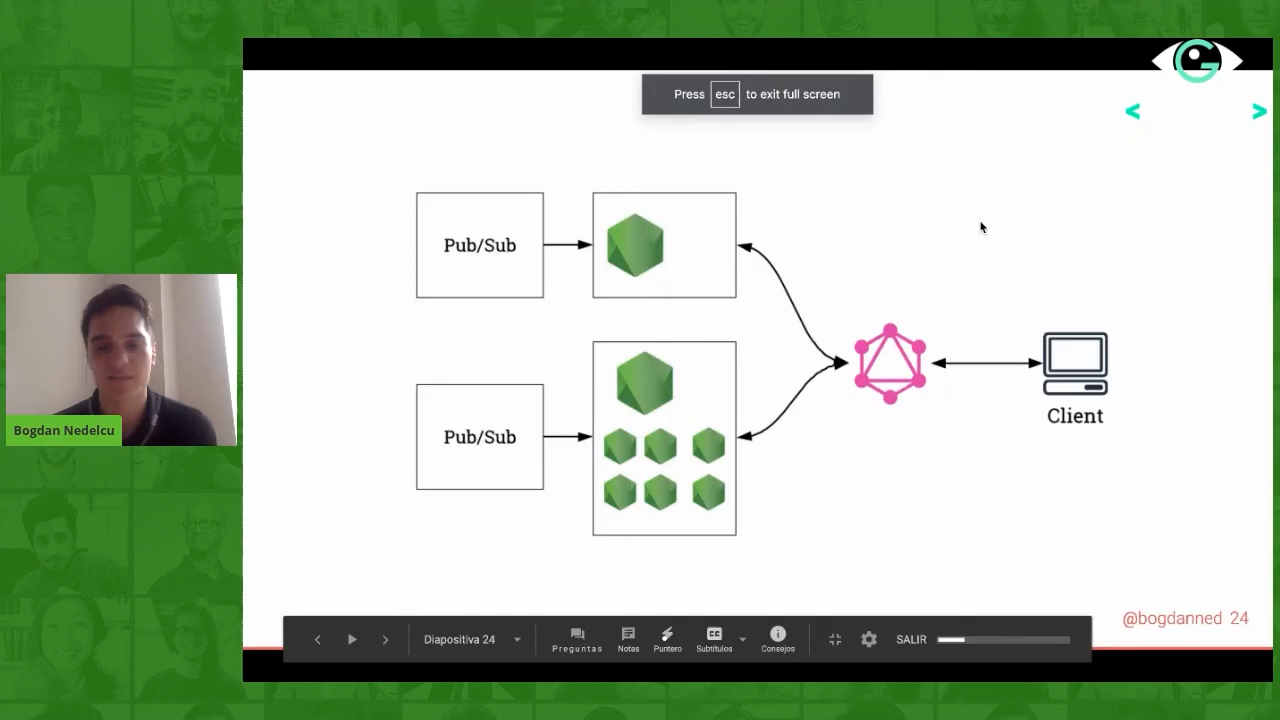 Press esc to exit full screen
< >
Pub/Sub
Pub/Sub
Client
Bogdan Nedelcu
@bogdanned 24
Diapositiva 24
Preguntas
Notas
Puntero
CC
Subtítulos
Consejos
SALIR